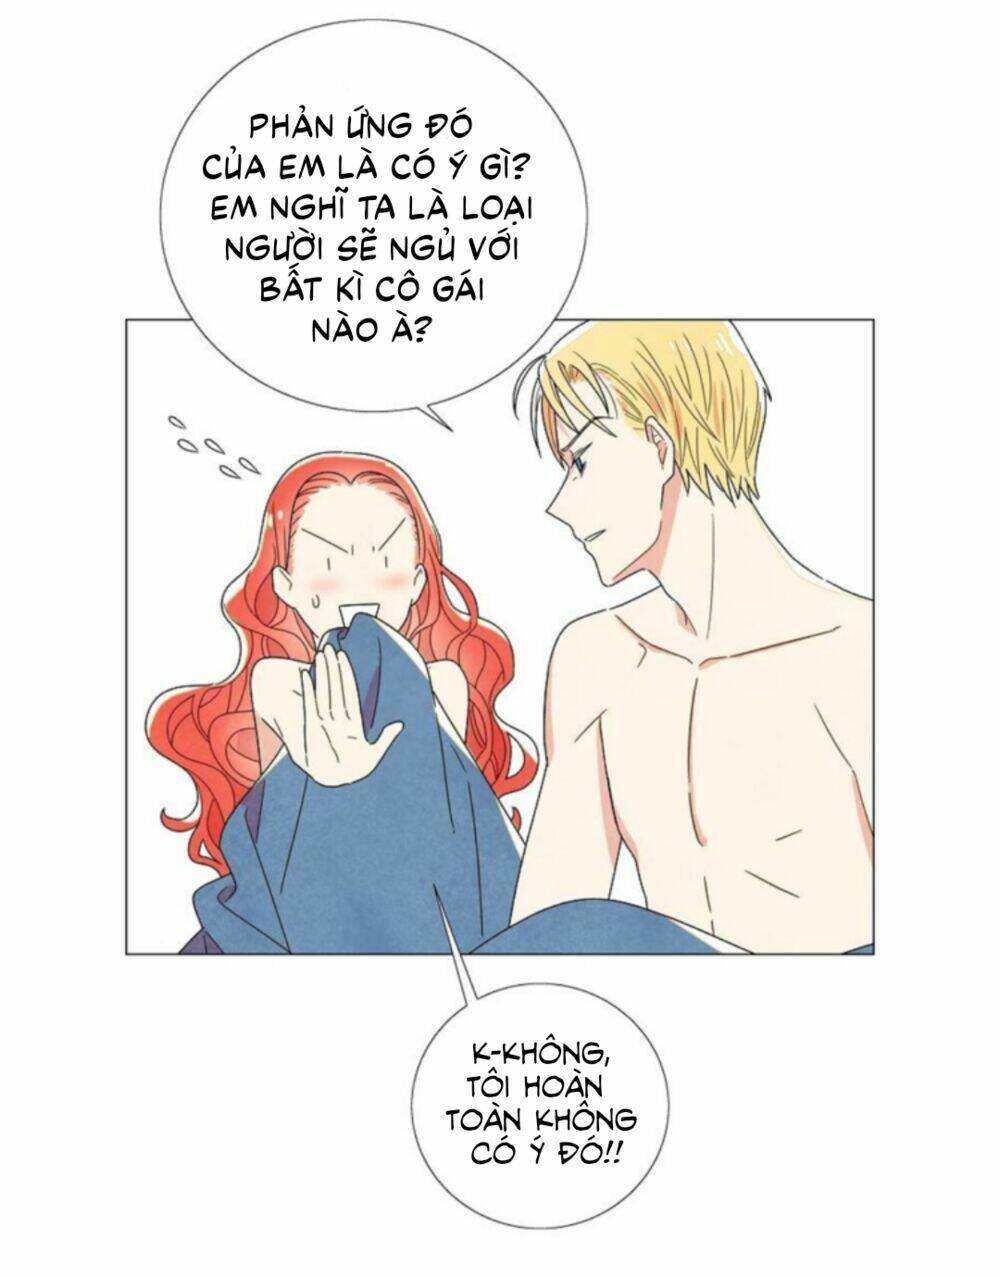 PHẢN ỨNG ĐÓ
CỦA EM LÀ CÓ Ý GÌ?
EM NGHĨ TA LÀ LOẠI
NGƯỜI SẼ NGỦ VỚI
BẤT KÌ CÔ GÁI
NÀO À?
K-KHÔNG,
TÔI HOÀN
TOÀN KHÔNG
CÓ Ý ĐÓ!!